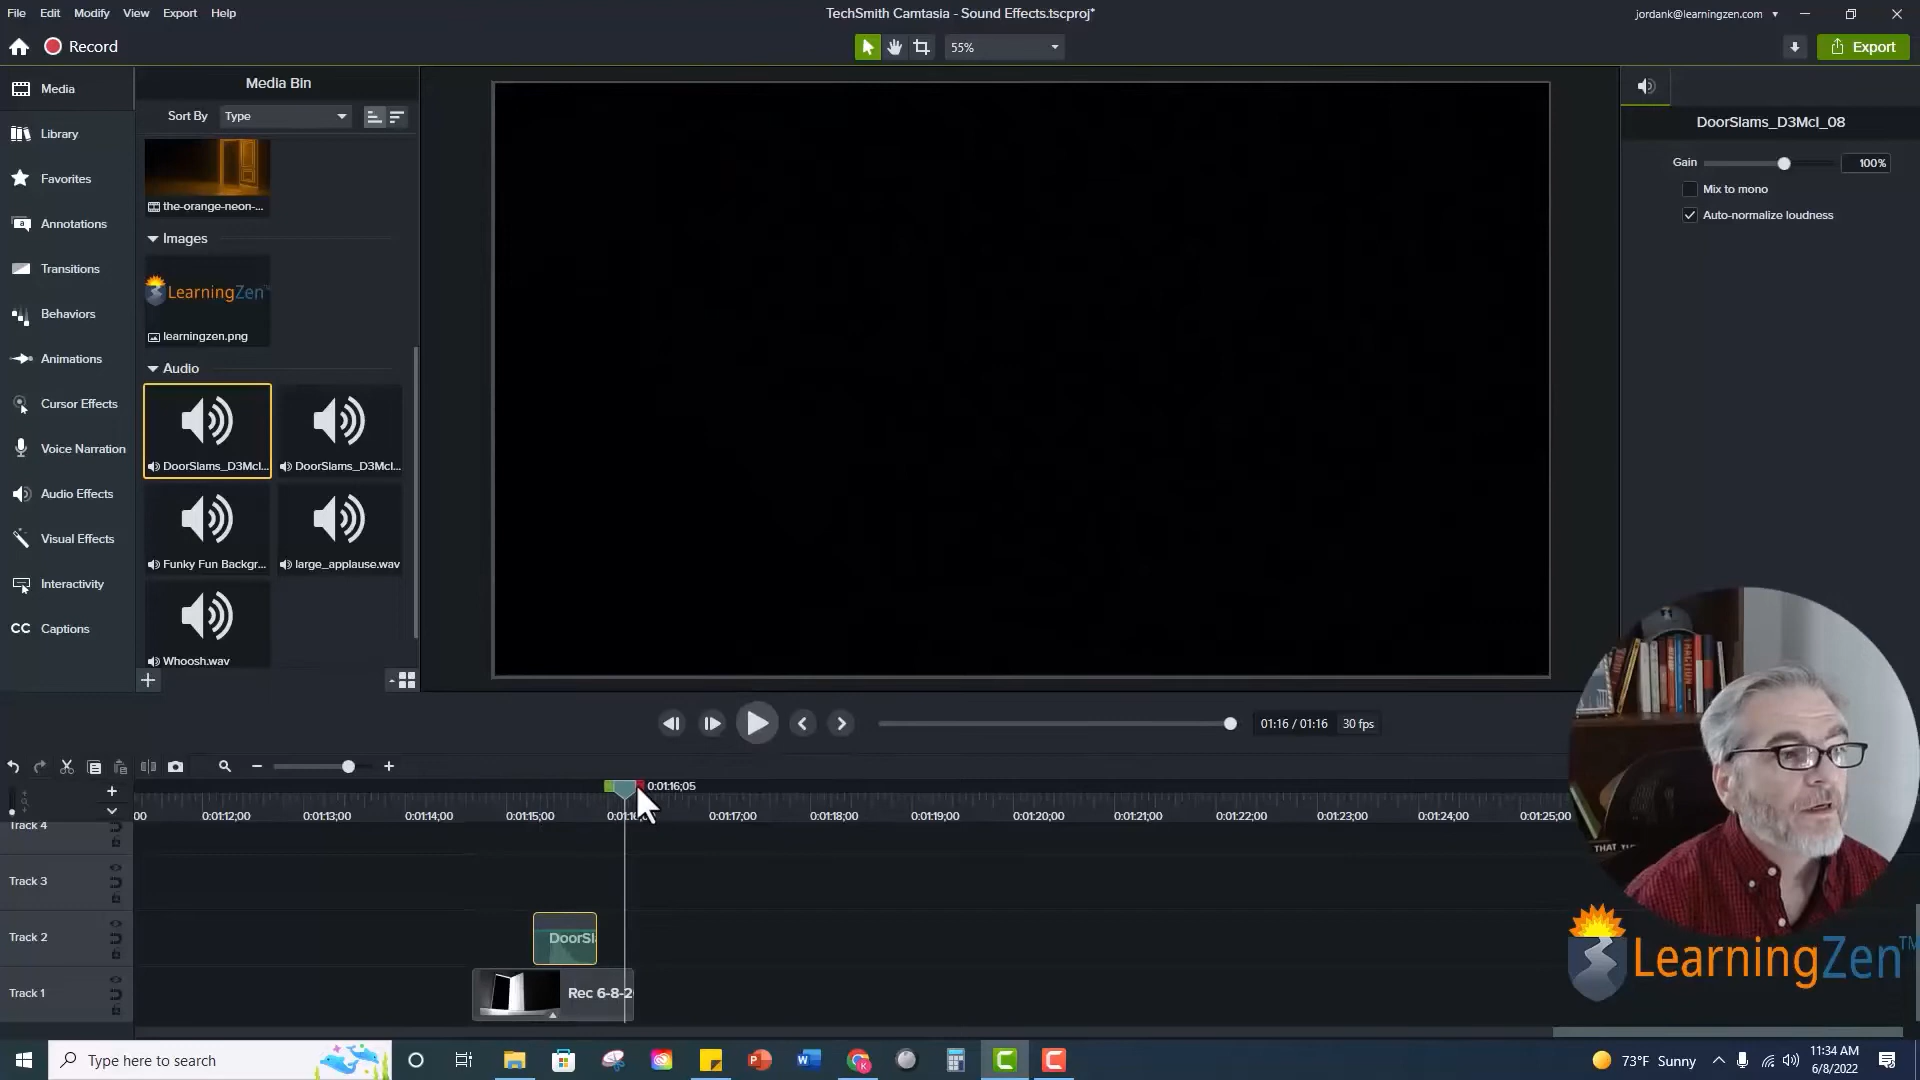 File Edit Modify View Export Help
TechSmith Camtasia - Sound Effects.tscproj*
jordank@learningzen.com
Record
55%
Export
Media
Library
Favorites
Annotations
Transitions
Behaviors
Animations
Cursor Effects
Voice Narration
Audio Effects
Visual Effects
Interactivity
CC Captions
Media Bin
Sort By Type
the-orange-neon-...
Images
LearningZen™
learningzen.png
Audio
DoorSlams_D3McI... DoorSlams_D3McI...
Funky Fun Backgr... large_applause.wav
Whoosh.wav
DoorSlams_D3McI_08
Gain 100%
Mix to mono
Auto-normalize loudness
01:16 / 01:16 30 fps
0:01:16;05
00 0:01:12;00 0:01:13;00 0:01:14;00 0:01:15;00 0:01:17;00 0:01:18;00 0:01:19;00 0:01:20;00 0:01:21;00 0:01:22;00 0:01:23;00 0:01:24;00 0:01:25;00
Track 4
Track 3
Track 2
DoorSl
Track 1
Rec 6-8-2
LearningZen™
Type here to search
73°F Sunny
11:34 AM
6/8/2022